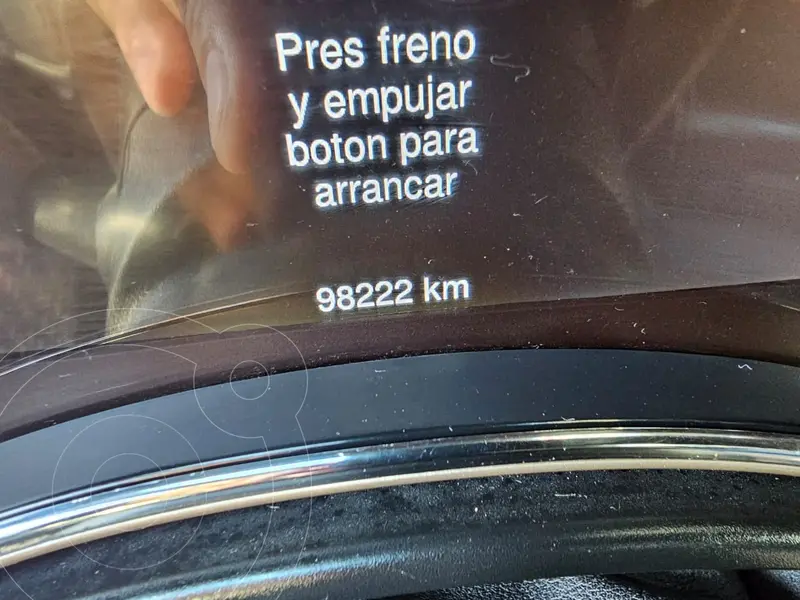 Pres freno
y empujar
boton para
arrancar
98222 km